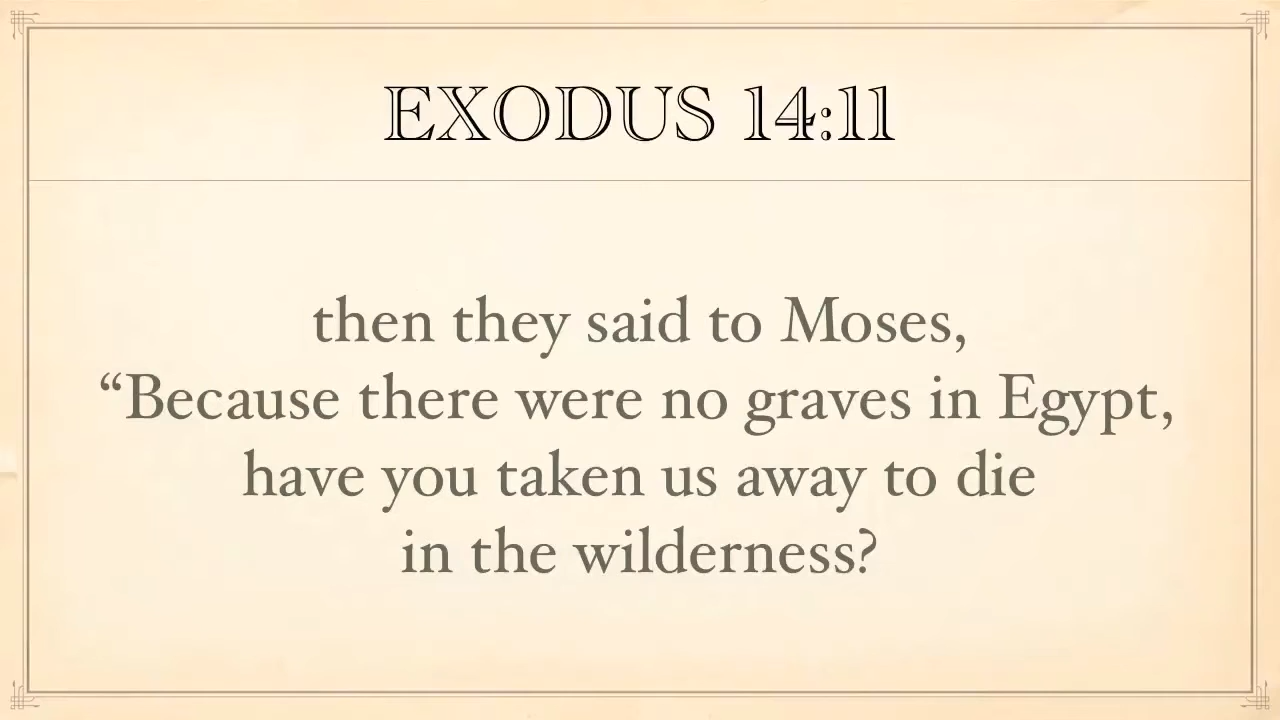 EXODUS 14:11
then they said to Moses,
“Because there were no graves in Egypt,
have you taken us away to die
in the wilderness?